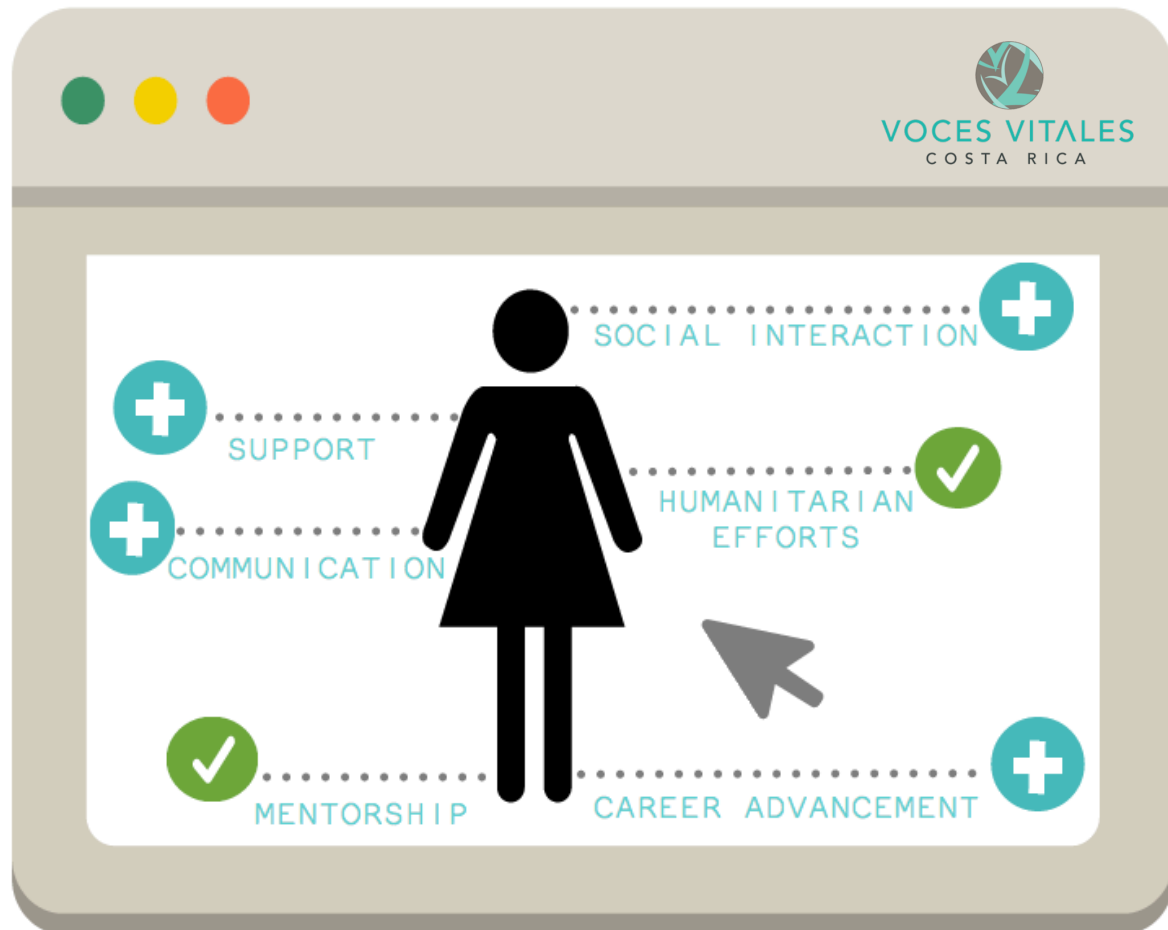 VOCES VITALES
COSTA RICA
SOCIAL INTERACTION
SUPPORT
HUMANITARIAN
EFFORTS
COMMUNICATION
MENTORSHIP
CAREER ADVANCEMENT